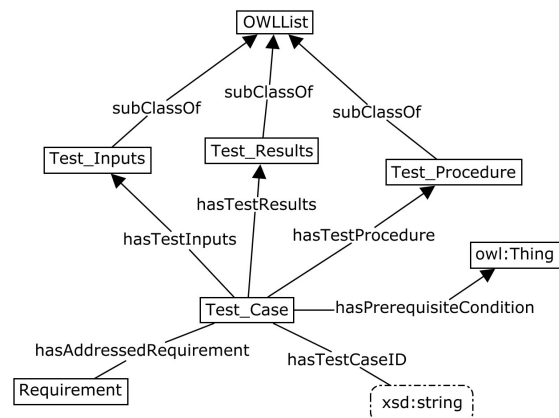 OWLList
subClassOf
subClassOf
subClassOf
Test_Inputs
Test_Results
Test_Procedure
hasTestResults
hasTestInputs
hasTestProcedure
owl:Thing
Test_Case
hasPrerequisiteCondition
hasAddressedRequirement
hasTestCaseID
Requirement
xsd:string